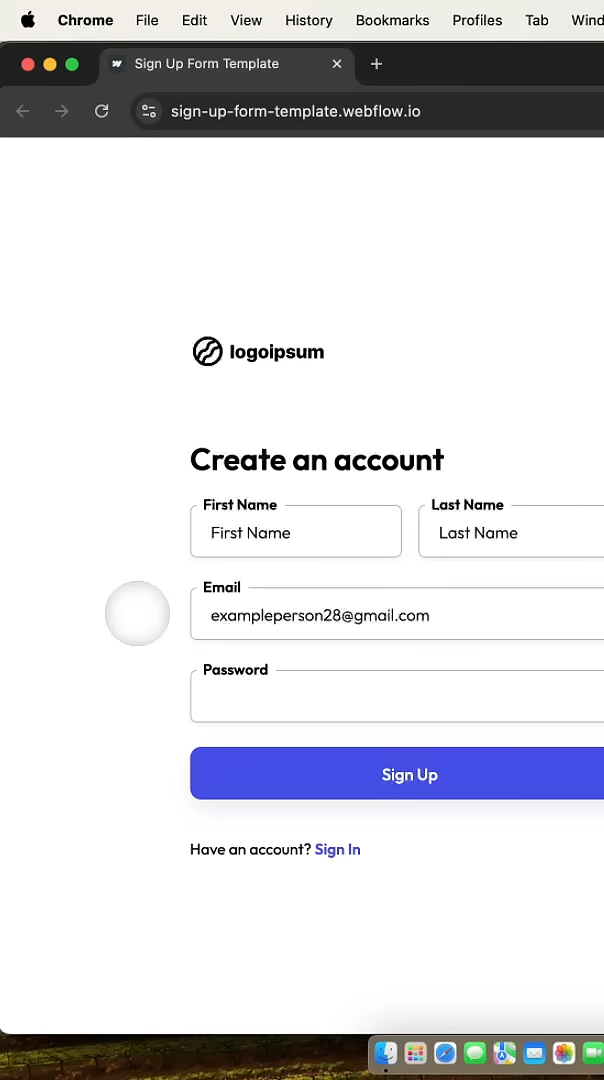 Chrome File Edit View History Bookmarks Profiles Tab
Sign Up Form Template
sign-up-form-template.webflow.io
logoipsum
Create an account
First Name Last Name
First Name Last Name
Email
exampleperson28@gmail.com
Password
Sign Up
Have an account? Sign In